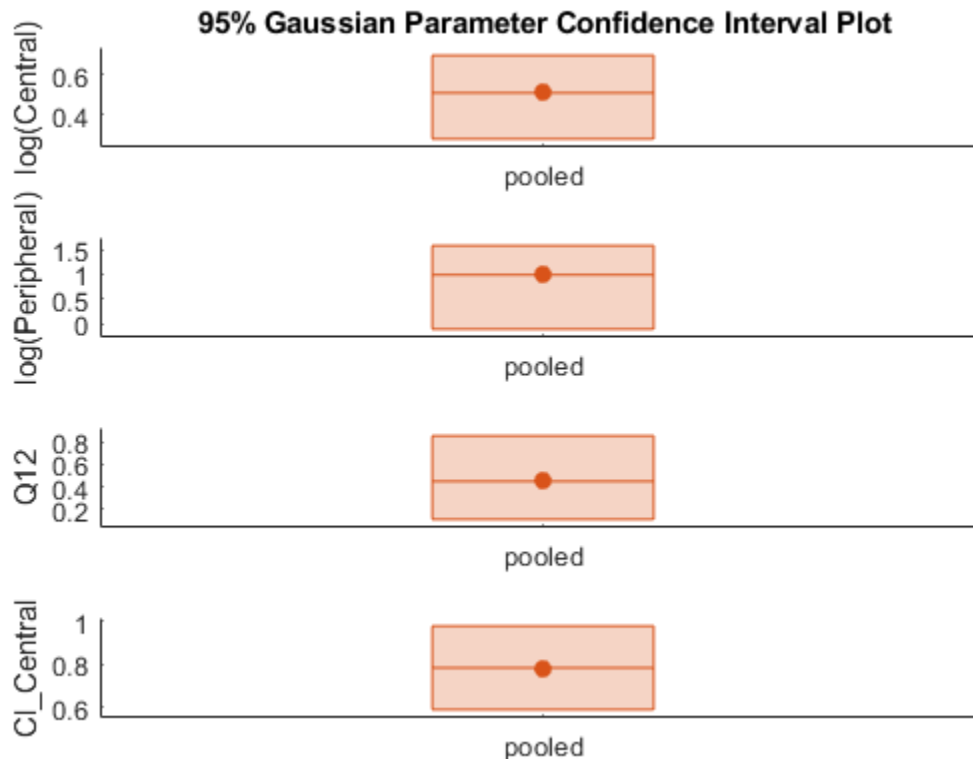 95% Gaussian Parameter Confidence Interval Plot
log(Central)
0.6
0.4
pooled
log(Peripheral)
1.5
1
0.5
0
pooled
Q12
0.8
0.6
0.4
0.2
pooled
Cl_Central
1
0.8
0.6
pooled